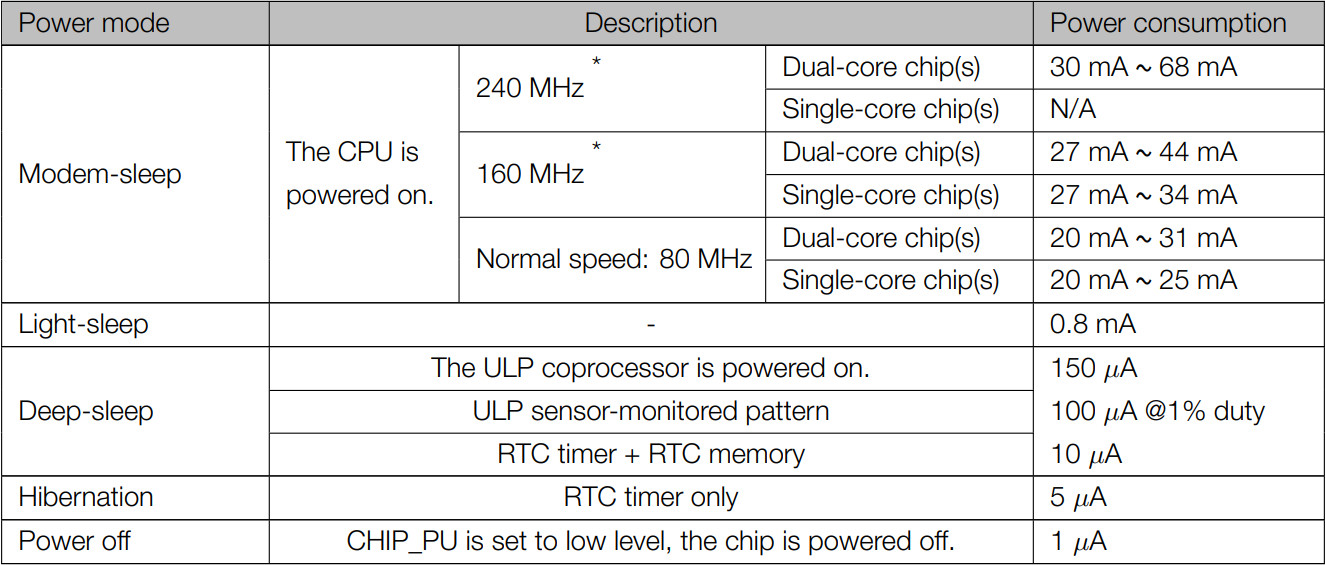 Power mode Description Power consumption
Modem-sleep The CPU is powered on. 240 MHz * Dual-core chip(s) 30 mA ~ 68 mA
Single-core chip(s) N/A
160 MHz * Dual-core chip(s) 27 mA ~ 44 mA
Single-core chip(s) 27 mA ~ 34 mA
Normal speed: 80 MHz Dual-core chip(s) 20 mA ~ 31 mA
Single-core chip(s) 20 mA ~ 25 mA
Light-sleep - 0.8 mA
Deep-sleep The ULP coprocessor is powered on. 150 μA
ULP sensor-monitored pattern 100 μA @1% duty
RTC timer + RTC memory 10 μA
Hibernation RTC timer only 5 μA
Power off CHIP_PU is set to low level, the chip is powered off. 1 μA